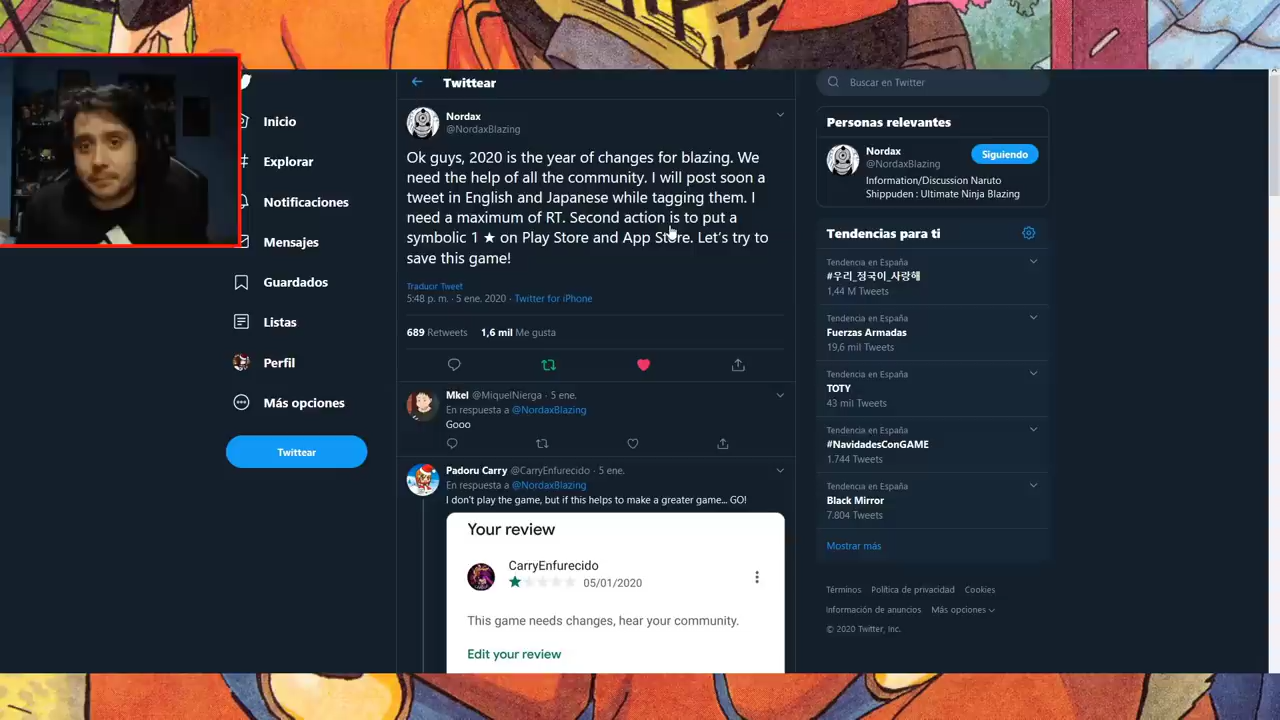 Inicio
Explorar
Notificaciones
Mensajes
Guardados
Listas
Perfil
Más opciones
Twittear
Twittear
Nordax
@NordaxBlazing
Ok guys, 2020 is the year of changes for blazing. We
need the help of all the community. I will post soon a
tweet in English and Japanese while tagging them. I
need a maximum of RT. Second action is to put a
symbolic 1 ★ on Play Store and App Store. Let's try to
save this game!
Traducir Tweet
5:48 p. m. · 5 ene. 2020 · Twitter for iPhone
689 Retweets 1,6 mil Me gusta
Mkel @MiquelNierga · 5 ene.
En respuesta a @NordaxBlazing
Gooo
Padoru Carry @CarryEnfurecido · 5 ene.
En respuesta a @NordaxBlazing
I don't play the game, but if this helps to make a greater game... GO!
Your review
CarryEnfurecido
05/01/2020
This game needs changes, hear your community.
Edit your review
Buscar en Twitter
Personas relevantes
Nordax
@NordaxBlazing
Siguiendo
Information/Discussion Naruto
Shippuden : Ultimate Ninja Blazing
Tendencias para ti
Tendencia en España
#우리_정국이_사랑해
1,44 M Tweets
Tendencia en España
Fuerzas Armadas
19,6 mil Tweets
Tendencia en España
TOTY
43 mil Tweets
Tendencia en España
#NavidadesConGAME
1.744 Tweets
Tendencia en España
Black Mirror
7.804 Tweets
Mostrar más
Términos Política de privacidad Cookies
Información de anuncios Más opciones
© 2020 Twitter, Inc.